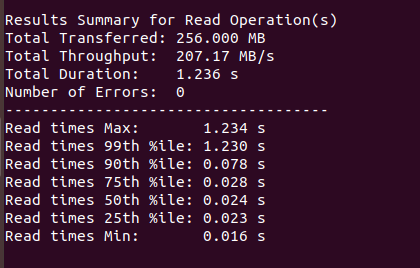 Results Summary for Read Operation(s)
Total Transferred: 256.000 MB
Total Throughput:  207.17 MB/s
Total Duration:    1.236 s
Number of Errors:  0
------------------------------------
Read times Max:       1.234 s
Read times 99th %ile: 1.230 s
Read times 90th %ile: 0.078 s
Read times 75th %ile: 0.028 s
Read times 50th %ile: 0.024 s
Read times 25th %ile: 0.023 s
Read times Min:       0.016 s